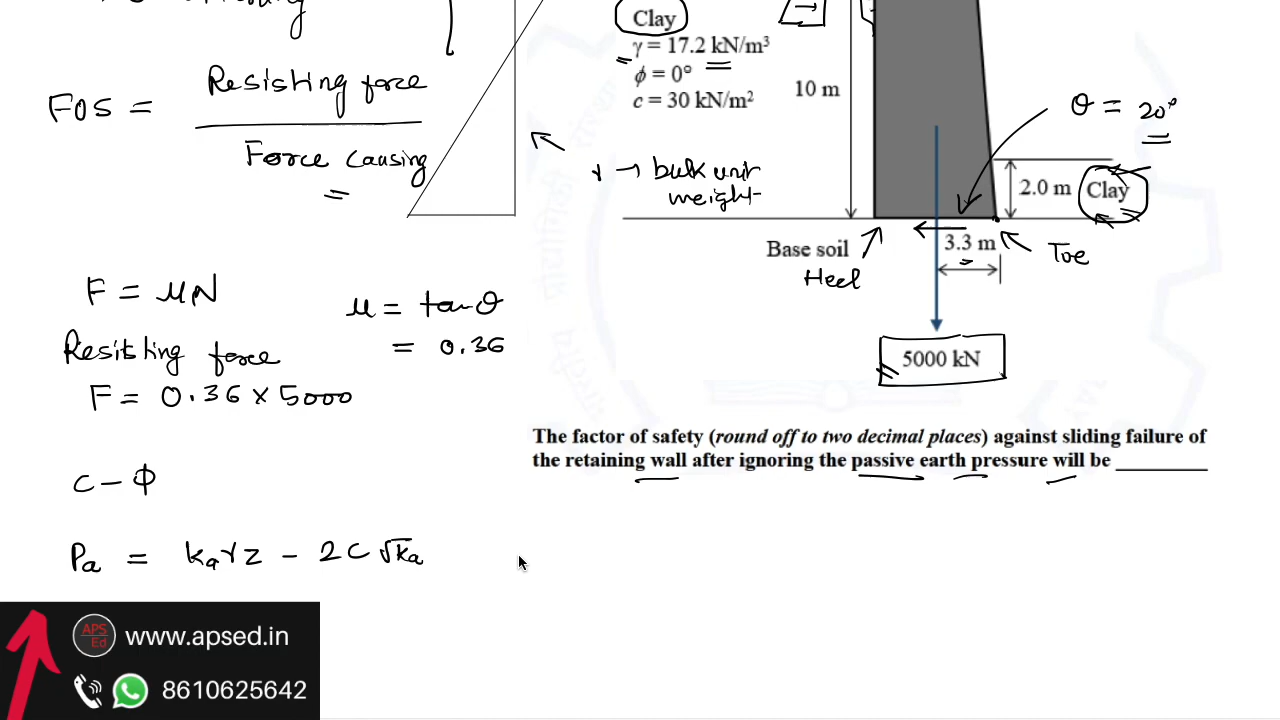 Clay
γ = 17.2 kN/m³
ϕ = 0°
c = 30 kN/m²
10 m
FOS = Resisting force
Force causing
θ = 20°
γ → bulk unit
weight
2.0 m Clay
Base soil
Heel
3.3 m
Toe
F = μN
μ = tanθ
= 0.36
Resisting force
F = 0.36 × 5000
5000 kN
The factor of safety (round off to two decimal places) against sliding failure of
the retaining wall after ignoring the passive earth pressure will be ________
c – ϕ
Pa = kaγz – 2c√ka
APS
Ed
www.apsed.in
8610625642